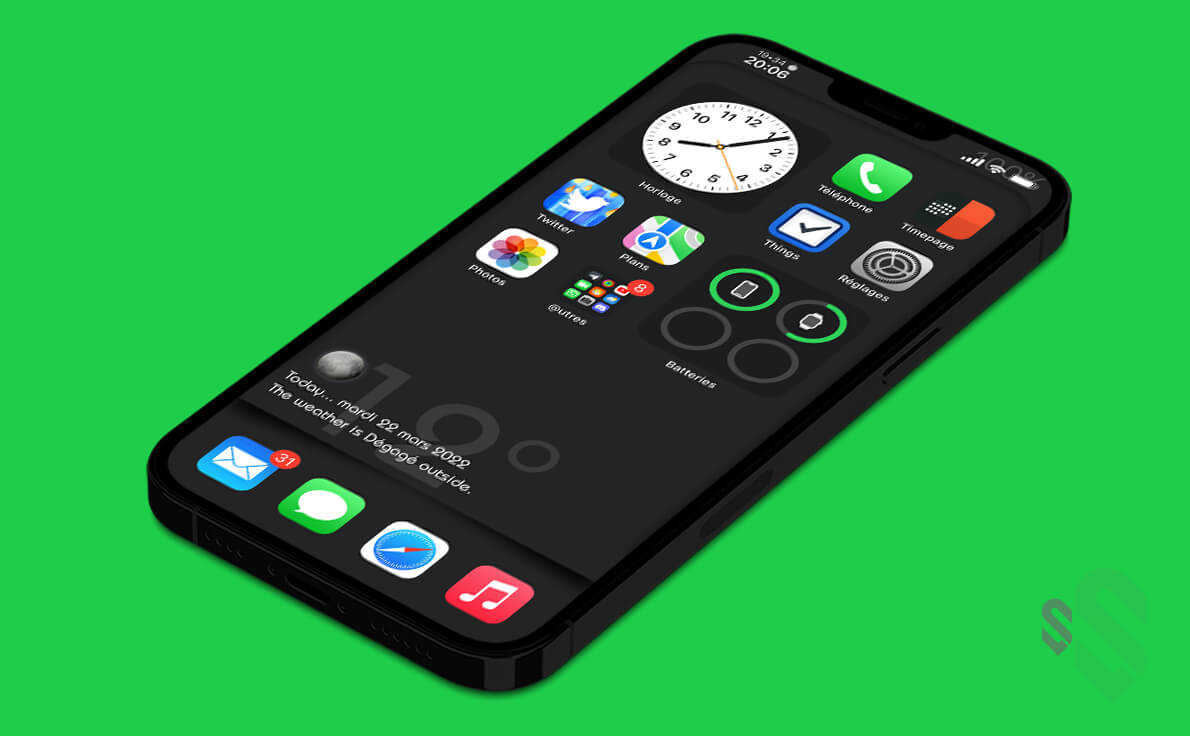 19:34
20:06
100%
11
12
1
2
3
4
5
6
7
8
9
10
Horloge
Téléphone
Timepage
Twitter
Plans
Things
Réglages
Photos
8
@utres
Batteries
12°
Today... mardi 22 mars 2022
The weather is Dégagé outside.
31